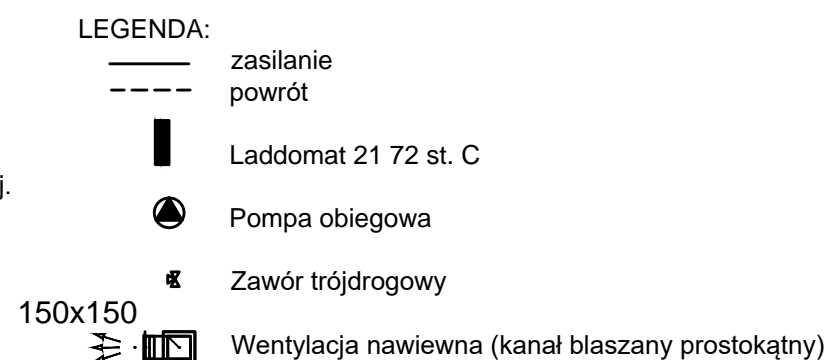 LEGENDA:
zasilanie
powrót
Laddomat 21 72 st. C
j.
Pompa obiegowa
Zawór trójdrogowy
150x150
Wentylacja nawiewna (kanał blaszany prostokątny)